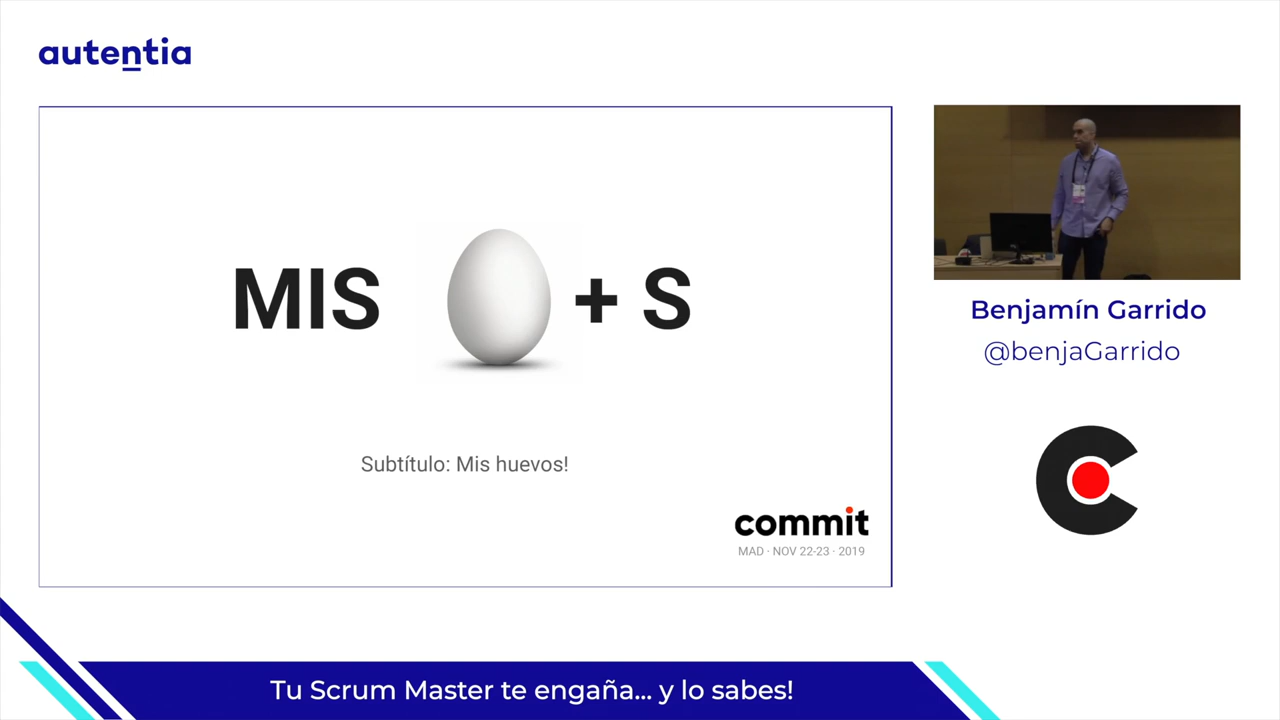 autentia
MIS + S
Subtítulo: Mis huevos!
commit
MAD · NOV 22-23 · 2019
Benjamín Garrido
@benjaGarrido
Tu Scrum Master te engaña... y lo sabes!